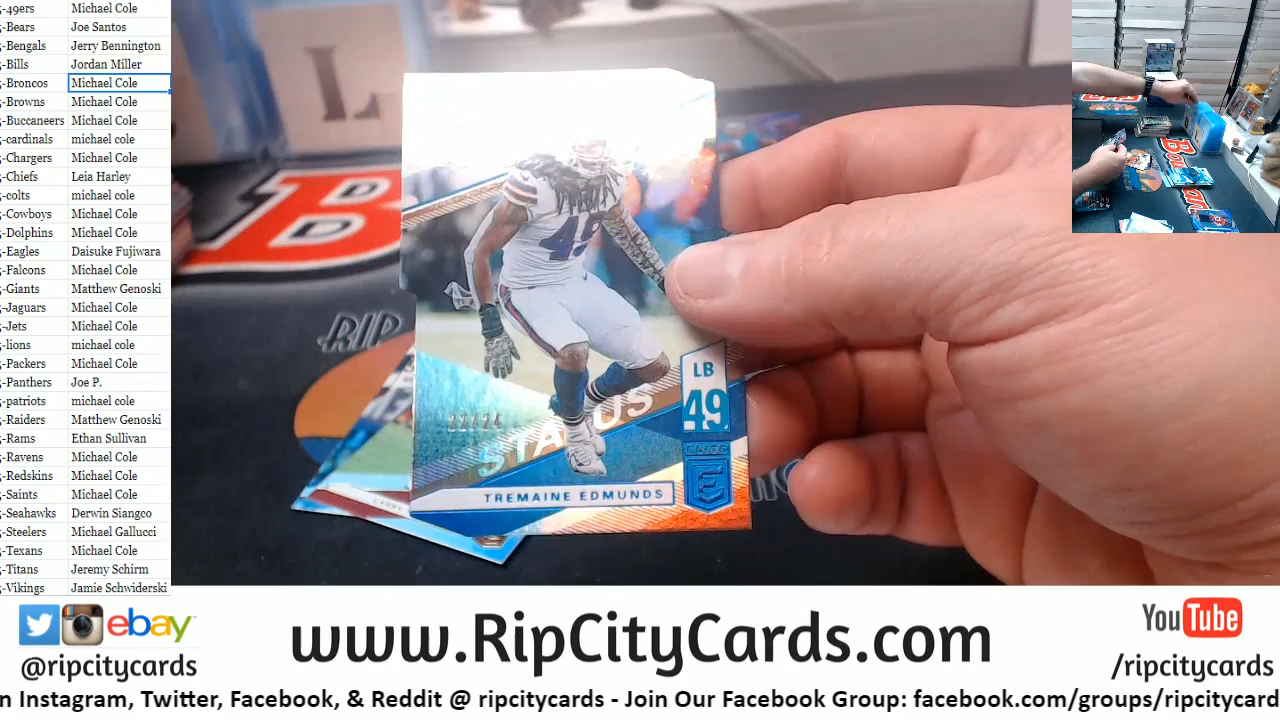 -49ers Michael Cole
-Bears Joe Santos
-Bengals Jerry Bennington
-Bills Jordan Miller
-Broncos Michael Cole
-Browns Michael Cole
-Buccaneers Michael Cole
-cardinals michael cole
-Chargers Michael Cole
-Chiefs Leia Harley
-colts michael cole
-Cowboys Michael Cole
-Dolphins Michael Cole
-Eagles Daisuke Fujiwara
-Falcons Michael Cole
-Giants Matthew Genoski
-Jaguars Michael Cole
-Jets Michael Cole
-lions michael cole
-Packers Michael Cole
-Panthers Joe P.
-patriots michael cole
-Raiders Matthew Genoski
-Rams Ethan Sullivan
-Ravens Michael Cole
-Redskins Michael Cole
-Saints Michael Cole
-Seahawks Derwin Siangco
-Steelers Michael Gallucci
-Texans Michael Cole
-Titans Jeremy Schirm
-Vikings Jamie Schwiderski
L
B
RIP
49
LB
49
STATUS
E
TREMAINE EDMUNDS
ebay
@ripcitycards
www.RipCityCards.com
YouTube
/ripcitycards
n Instagram, Twitter, Facebook, & Reddit @ ripcitycards - Join Our Facebook Group: facebook.com/groups/ripcitycard